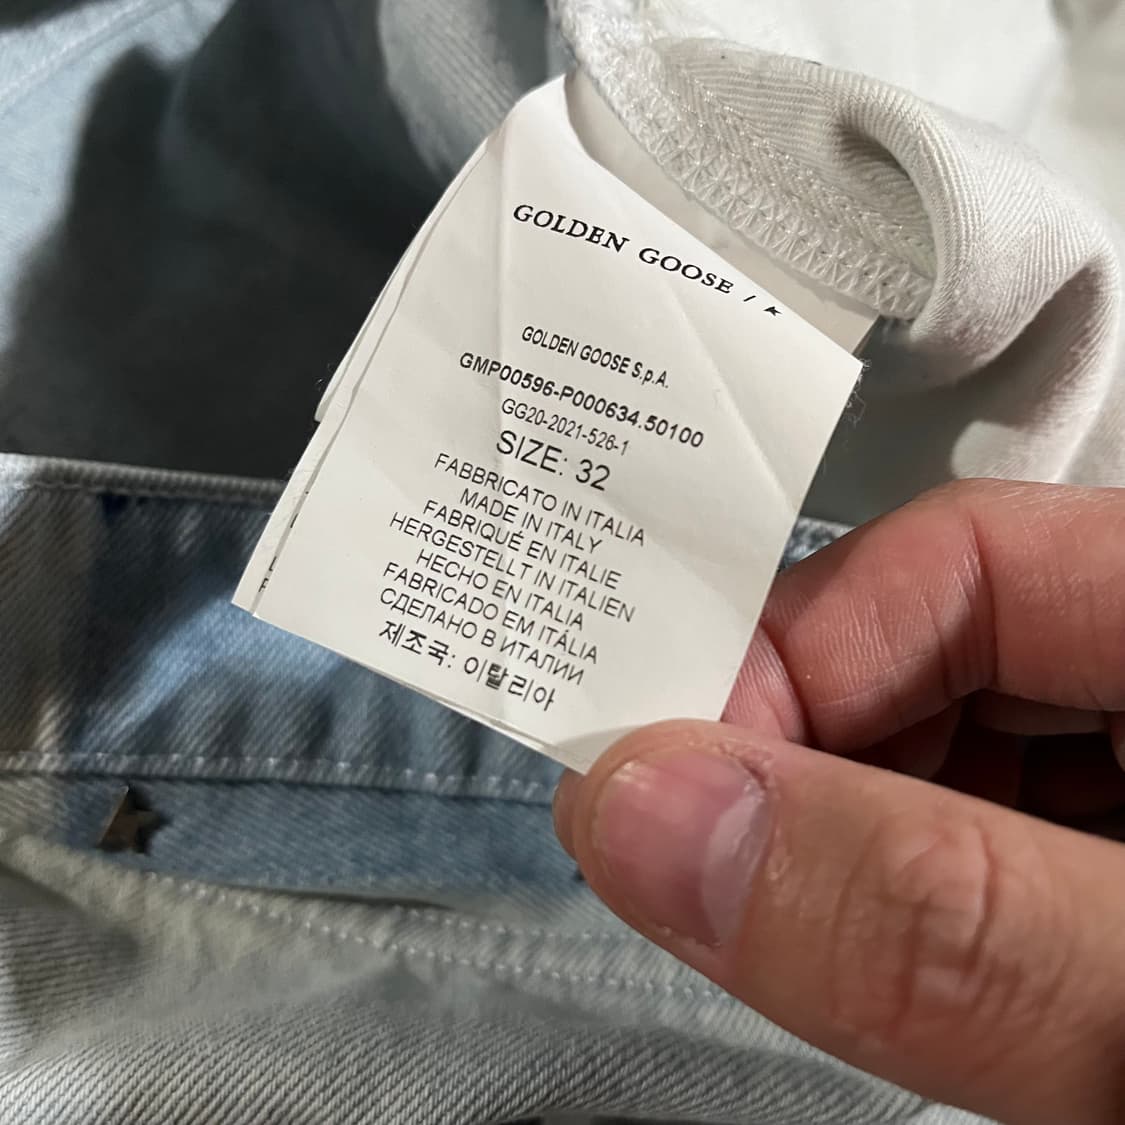 GOLDEN GOOSE /
GOLDEN GOOSE S.p.A.
GMP00596-P000634.50100
GG20-2021-526-1
SIZE: 32
FABBRICATO IN ITALIA
MADE IN ITALY
FABRIQUÉ EN ITALIE
HERGESTELLT IN ITALIEN
HECHO EN ITALIA
FABRICADO EM ITÁLIA
СДЕЛАНО В ИТАЛИИ
제조국: 이탈리아